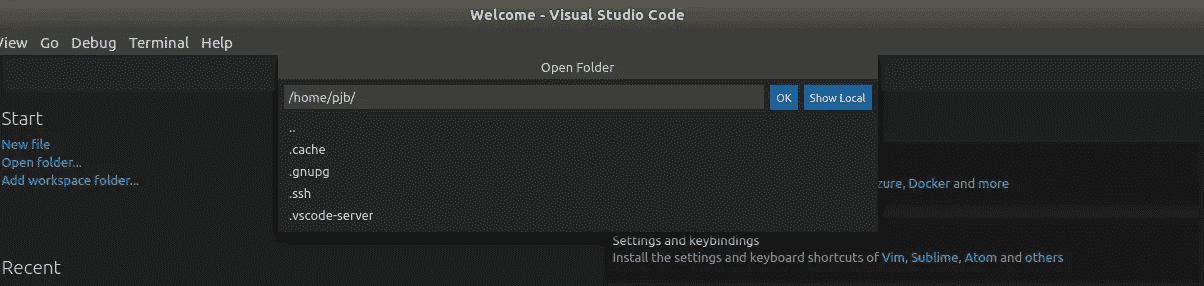 Welcome - Visual Studio Code
View Go Debug Terminal Help
Open Folder
/home/pjb/
OK
Show Local
..
.cache
.gnupg
.ssh
.vscode-server
Start
New file
Open folder...
Add workspace folder...
Recent
, Docker and more
Settings and keybindings
Install the settings and keyboard shortcuts of Vim, Sublime, Atom and others